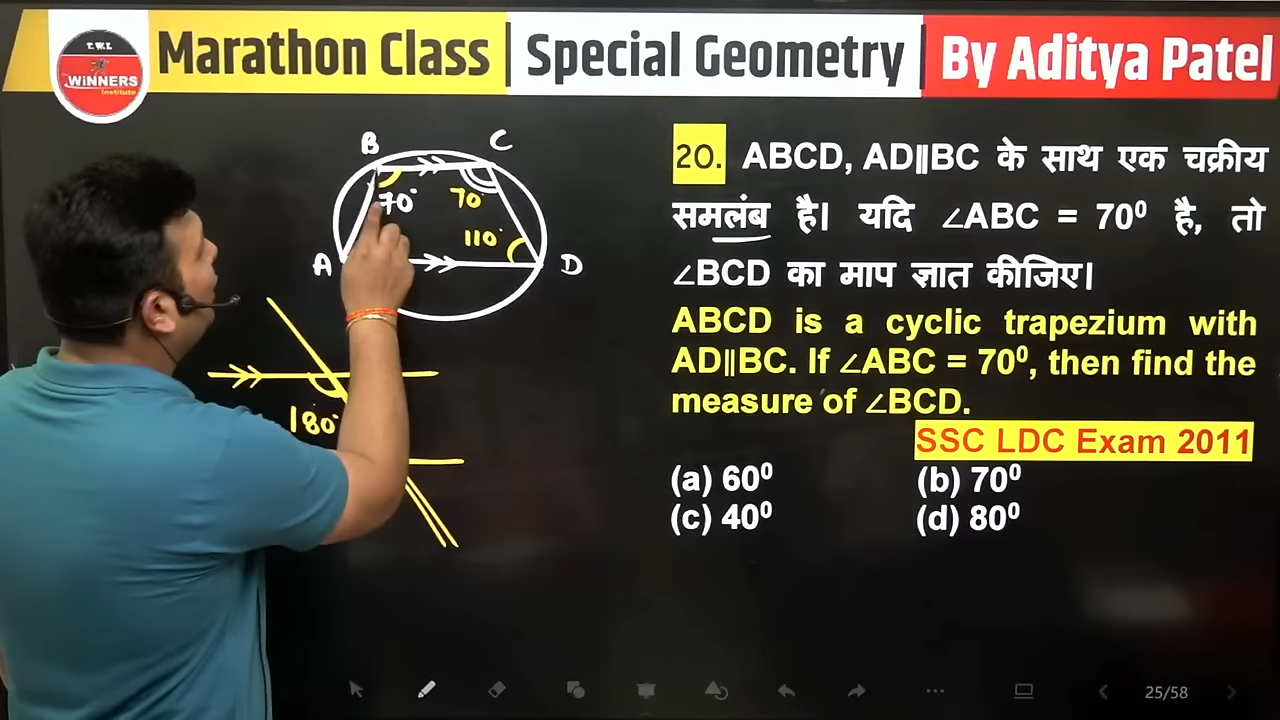 T.W.I.
WINNERS
Institute
Marathon Class | Special Geometry By Aditya Patel
B C
70° 70°
110°
A D
180°
20. ABCD, AD||BC के साथ एक चक्रीय
समलंब है। यदि ∠ABC = 70⁰ है, तो
∠BCD का माप ज्ञात कीजिए।
ABCD is a cyclic trapezium with
AD||BC. If ∠ABC = 70⁰, then find the
measure of ∠BCD.
SSC LDC Exam 2011
(a) 60⁰ (b) 70⁰
(c) 40⁰ (d) 80⁰
25/58